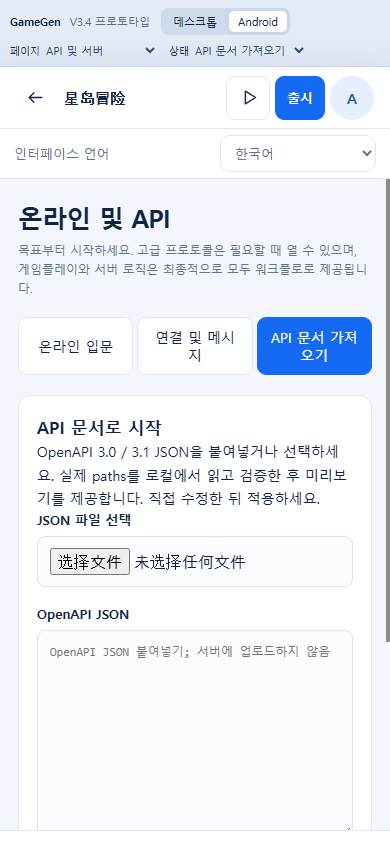 GameGen V3.4 프로토타입 데스크톱 Android
페이지 API 및 서버 상태 API 문서 가져오기
星岛冒险 출시 A
인터페이스 언어 한국어
온라인 및 API
목표부터 시작하세요. 고급 프로토콜은 필요할 때 열 수 있으며,
게임플레이와 서버 로직은 최종적으로 모두 워크플로로 제공됩니
다.
온라인 입문
연결 및 메시
지
API 문서 가져
오기
API 문서로 시작
OpenAPI 3.0 / 3.1 JSON을 붙여넣거나 선택하세
요. 실제 paths를 로컬에서 읽고 검증한 후 미리보
기를 제공합니다. 직접 수정한 뒤 적용하세요.
JSON 파일 선택
选择文件 未选择任何文件
OpenAPI JSON
OpenAPI JSON 붙여넣기; 서버에 업로드하지 않음